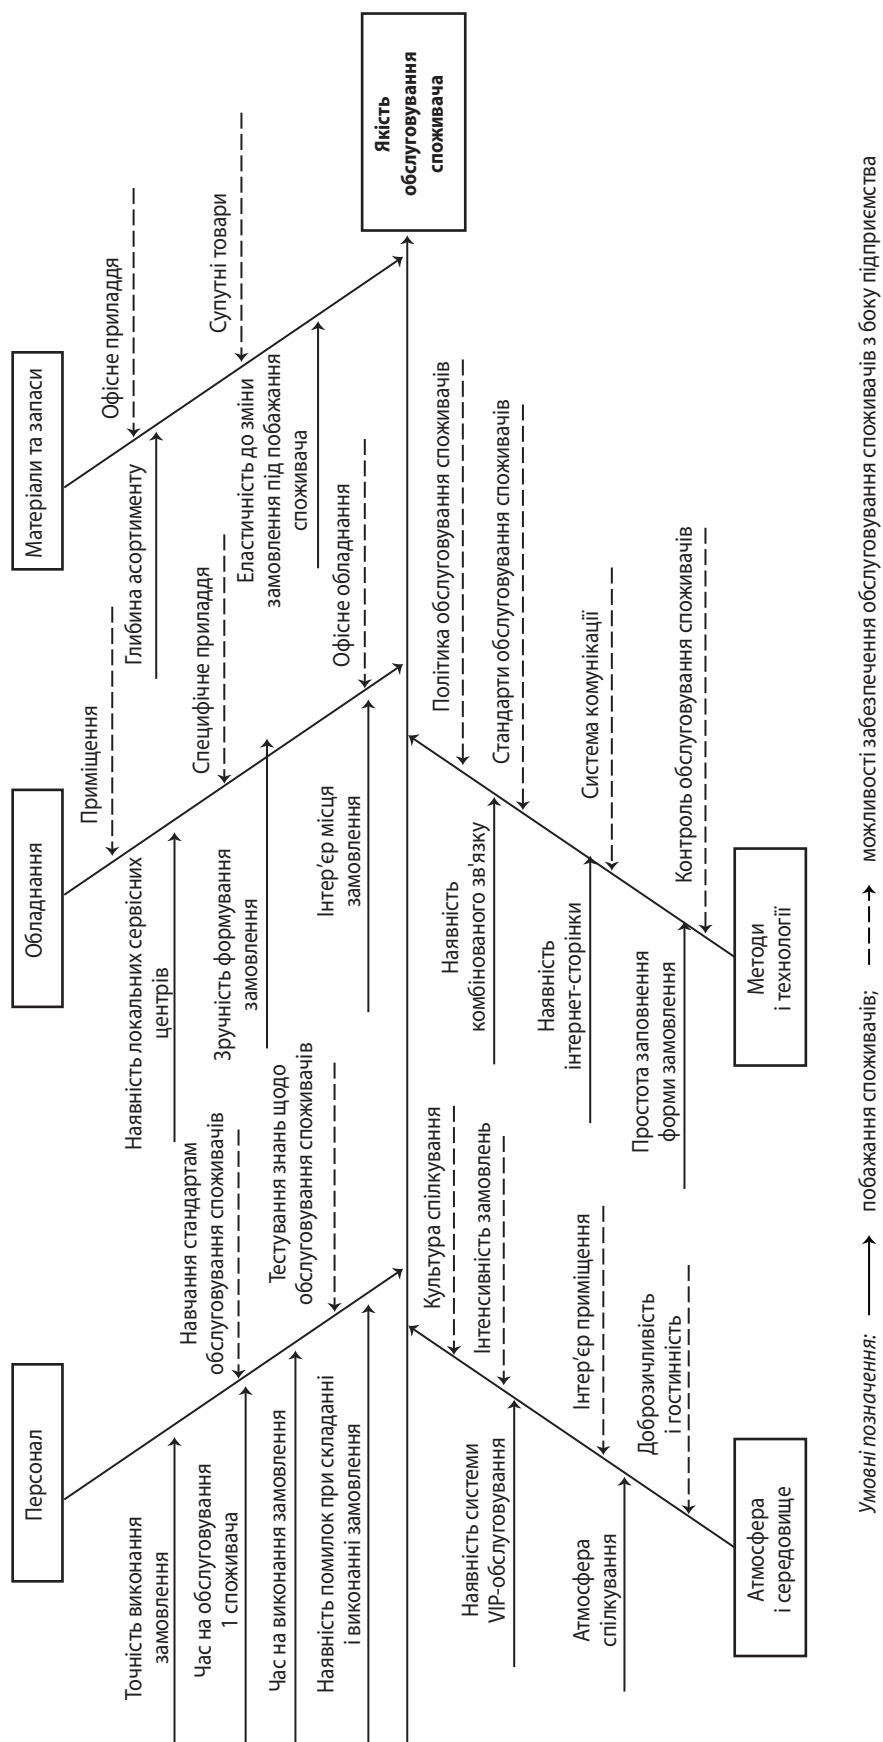 Персонал
Обладнання
Матеріали та запаси
Точність виконання
замовлення
Час на обслуговування
1 споживача
Час на виконання замовлення
Наявність помилок при складанні
і виконанні замовлення
Навчання стандартам
обслуговування споживачів
Тестування знань щодо
обслуговування споживачів
Наявність локальних сервісних
центрів
Зручність формування
замовлення
Інтер'єр місця
замовлення
Приміщення
Специфічне приладдя
Офісне обладнання
Глибина асортименту
Еластичність до зміни
замовлення під побажання
споживача
Офісне приладдя
Супутні товари
Якість
обслуговування
споживача
Наявність системи
VIP-обслуговування
Атмосфера
спілкування
Культура спілкування
Інтенсивність замовлень
Інтер'єр приміщення
Доброзичливість
і гостинність
Наявність
комбінованого зв'язку
Наявність
інтернет-сторінки
Простота заповнення
форми замовлення
Політика обслуговування споживачів
Стандарти обслуговування споживачів
Система комунікації
Контроль обслуговування споживачів
Атмосфера
і середовище
Методи
і технології
Умовні позначення: побажання споживачів; можливості забезпечення обслуговування споживачів з боку підприємства